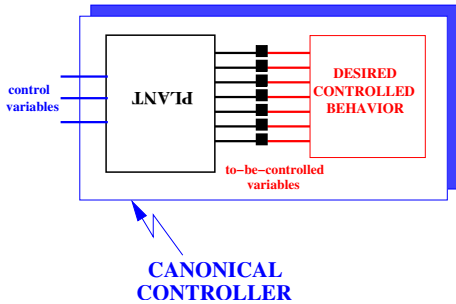 control
variables
PLANT
DESIRED
CONTROLLED
BEHAVIOR
to-be-controlled
variables
CANONICAL
CONTROLLER